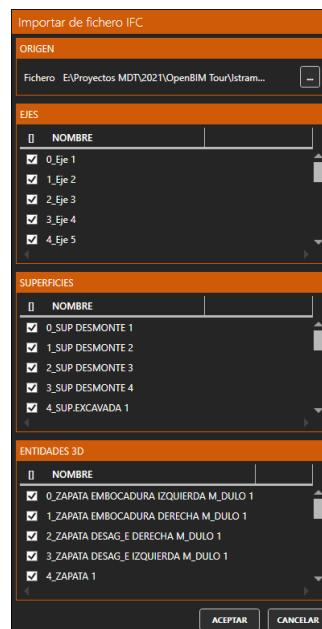 Importar de fichero IFC
ORIGEN
Fichero E:\Proyectos MDT\2021\OpenBIM Tour\Istram... ...
EJES
[] NOMBRE
0_Eje 1
1_Eje 2
2_Eje 3
3_Eje 4
4_Eje 5
SUPERFICIES
[] NOMBRE
0_SUP DESMONTE 1
1_SUP DESMONTE 2
2_SUP DESMONTE 3
3_SUP DESMONTE 4
4_SUP.EXCAVADA 1
ENTIDADES 3D
[] NOMBRE
0_ZAPATA EMBOCADURA IZQUIERDA M_DULO 1
1_ZAPATA EMBOCADURA DERECHA M_DULO 1
2_ZAPATA DESAG_E DERECHA M_DULO 1
3_ZAPATA DESAG_E IZQUIERDA M_DULO 1
4_ZAPATA 1
ACEPTAR CANCELAR